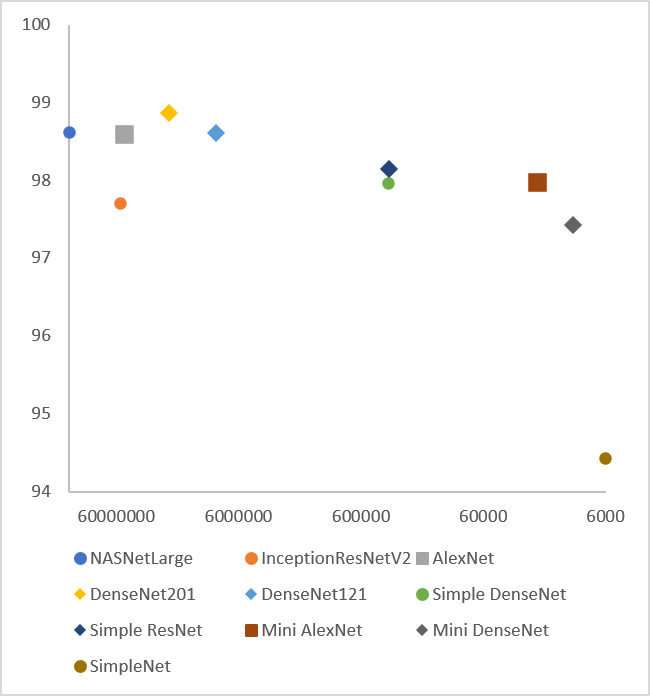 100
99
98
97
96
95
94
60000000 6000000 600000 60000 6000
NASNetLarge InceptionResNetV2 AlexNet
DenseNet201 DenseNet121 Simple DenseNet
Simple ResNet Mini AlexNet Mini DenseNet
SimpleNet